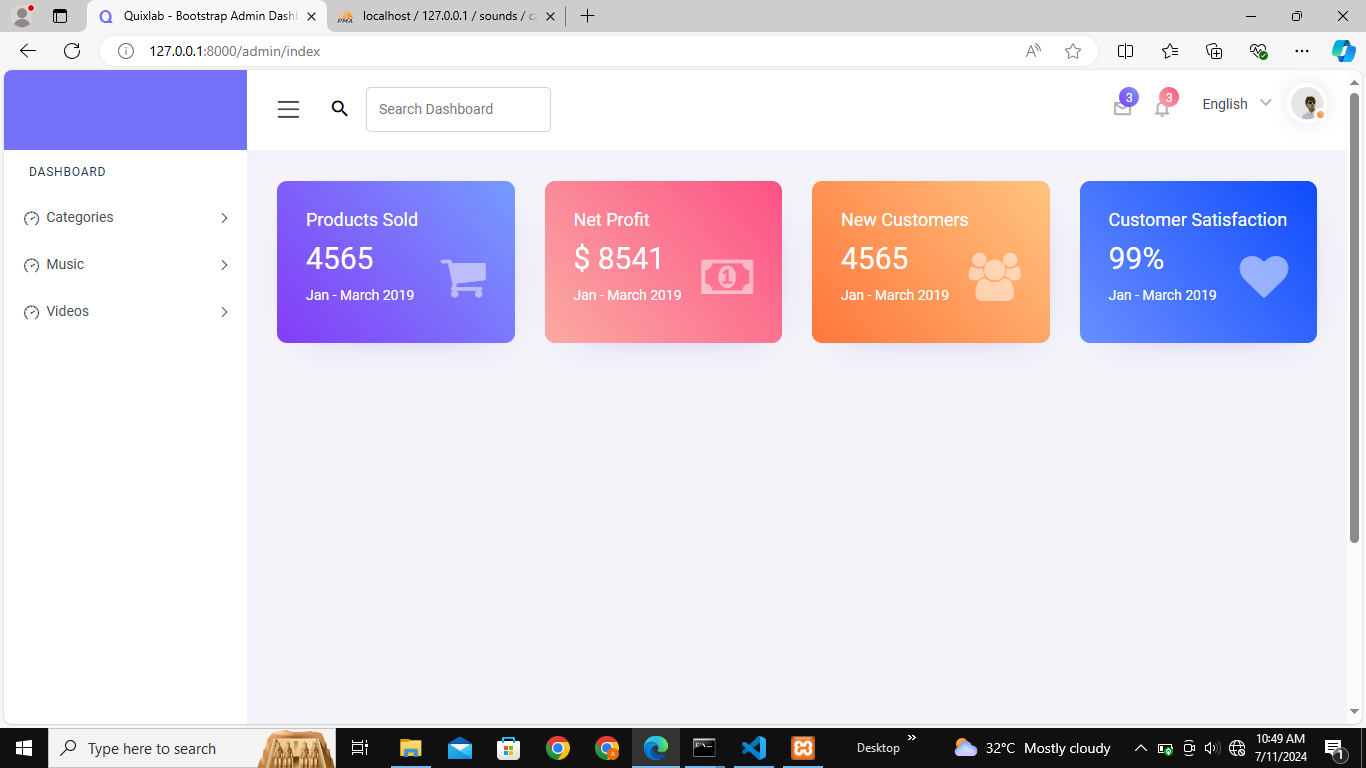 Quixlab - Bootstrap Admin Dash
localhost / 127.0.0.1 / sounds / c
127.0.0.1:8000/admin/index
Search Dashboard
3
3
English
DASHBOARD
Categories
Music
Videos
Products Sold
4565
Jan - March 2019
Net Profit
$ 8541
Jan - March 2019
1
New Customers
4565
Jan - March 2019
Customer Satisfaction
99%
Jan - March 2019
Type here to search
Desktop
32°C Mostly cloudy
10:49 AM
7/11/2024
1